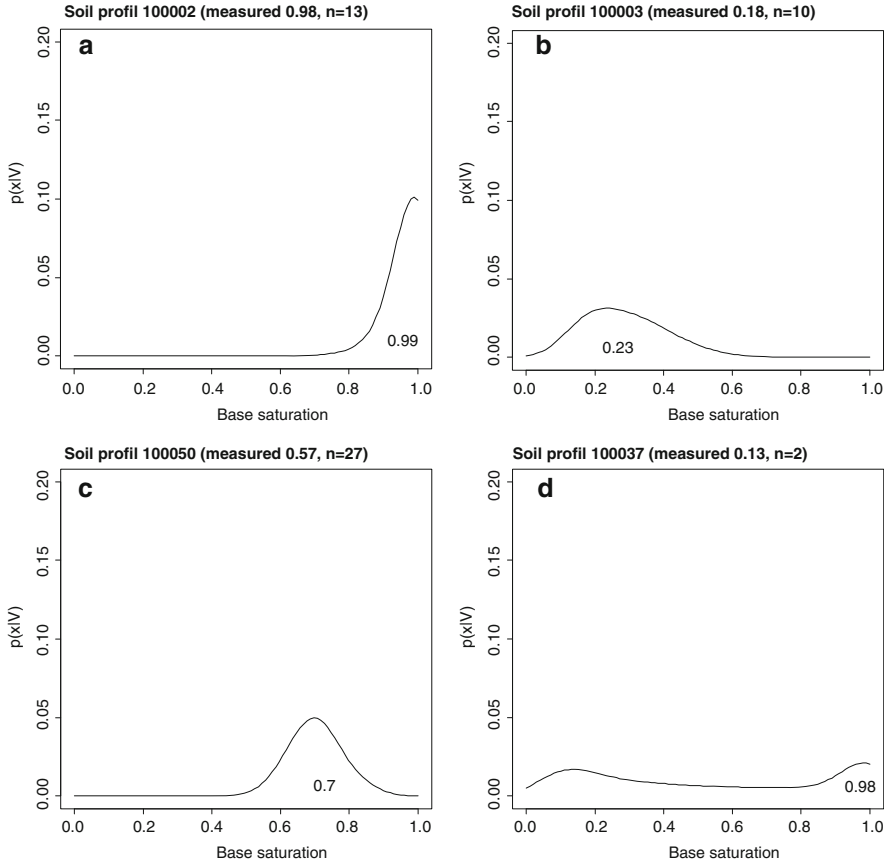 Soil profil 100002 (measured 0.98, n=13)
a
0.20
0.15
0.10
0.05
0.00
p(x|V)
0.99
0.0 0.2 0.4 0.6 0.8 1.0
Base saturation
Soil profil 100003 (measured 0.18, n=10)
b
0.20
0.15
0.10
0.05
0.00
p(x|V)
0.23
0.0 0.2 0.4 0.6 0.8 1.0
Base saturation
Soil profil 100050 (measured 0.57, n=27)
c
0.20
0.15
0.10
0.05
0.00
p(x|V)
0.7
0.0 0.2 0.4 0.6 0.8 1.0
Base saturation
Soil profil 100037 (measured 0.13, n=2)
d
0.20
0.15
0.10
0.05
0.00
p(x|V)
0.98
0.0 0.2 0.4 0.6 0.8 1.0
Base saturation